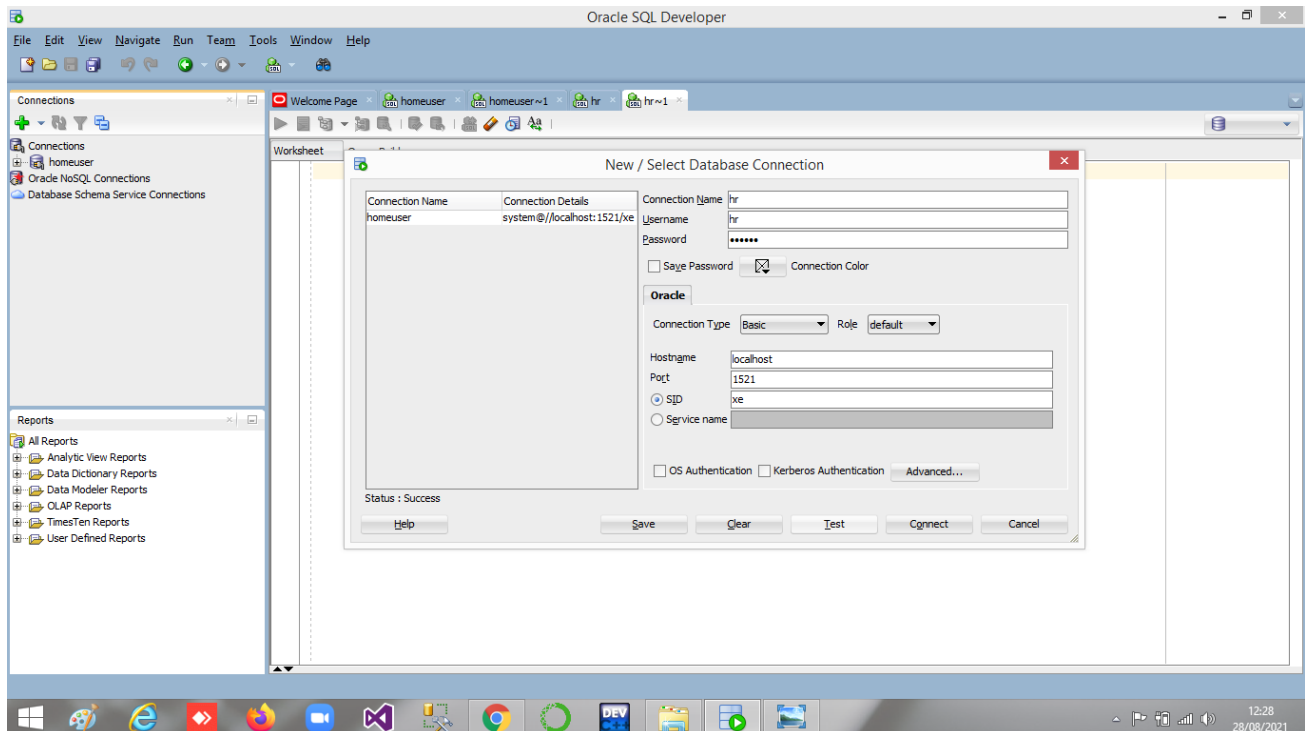 Oracle SQL Developer
File Edit View Navigate Run Team Tools Window Help
Connections
Welcome Page homeuser homeuser~1 hr hr~1
Connections
homeuser
Oracle NoSQL Connections
Database Schema Service Connections
Worksheet
New / Select Database Connection
Connection Name Connection Details
homeuser system@//localhost:1521/xe
Connection Name hr
Username hr
Password ••••••
Save Password Connection Color
Oracle
Connection Type Basic Role default
Hostname localhost
Port 1521
SID xe
Service name
OS Authentication Kerberos Authentication Advanced...
Status : Success
Help Save Clear Test Connect Cancel
Reports
All Reports
Analytic View Reports
Data Dictionary Reports
Data Modeler Reports
OLAP Reports
TimesTen Reports
User Defined Reports
DEV
C++
12:28
28/08/2021